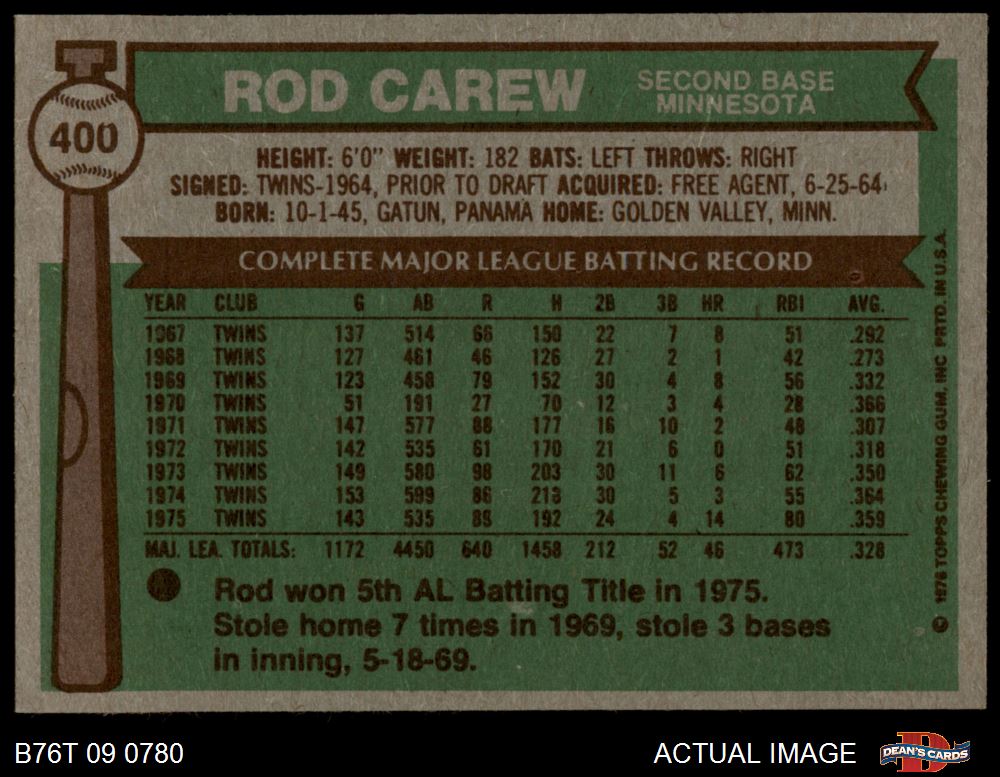 ROD CAREW SECOND BASE
MINNESOTA
400
HEIGHT: 6'0" WEIGHT: 182 BATS: LEFT THROWS: RIGHT
SIGNED: TWINS-1964, PRIOR TO DRAFT ACQUIRED: FREE AGENT, 6-25-64
BORN: 10-1-45, GATUN, PANAMA HOME: GOLDEN VALLEY, MINN.
COMPLETE MAJOR LEAGUE BATTING RECORD
YEAR CLUB G AB R H 2B 3B HR RBI AVG.
1967 TWINS 137 514 66 150 22 7 8 51 .292
1968 TWINS 127 461 46 126 27 2 1 42 .273
1969 TWINS 123 458 79 152 30 4 8 56 .332
1970 TWINS 51 191 27 70 12 3 4 28 .366
1971 TWINS 147 577 88 177 16 10 2 48 .307
1972 TWINS 142 535 61 170 21 6 0 51 .318
1973 TWINS 149 580 98 203 30 11 6 62 .350
1974 TWINS 153 599 86 218 30 5 3 55 .364
1975 TWINS 143 535 89 192 24 4 14 80 .359
MAJ. LEA. TOTALS: 1172 4450 640 1458 212 52 46 473 .328
Rod won 5th AL Batting Title in 1975.
Stole home 7 times in 1969, stole 3 bases
in inning, 5-18-69.
© 1976 TOPPS CHEWING GUM, INC PRTD. IN U.S.A.
B76T 09 0780 ACTUAL IMAGE DEAN'S CARDS